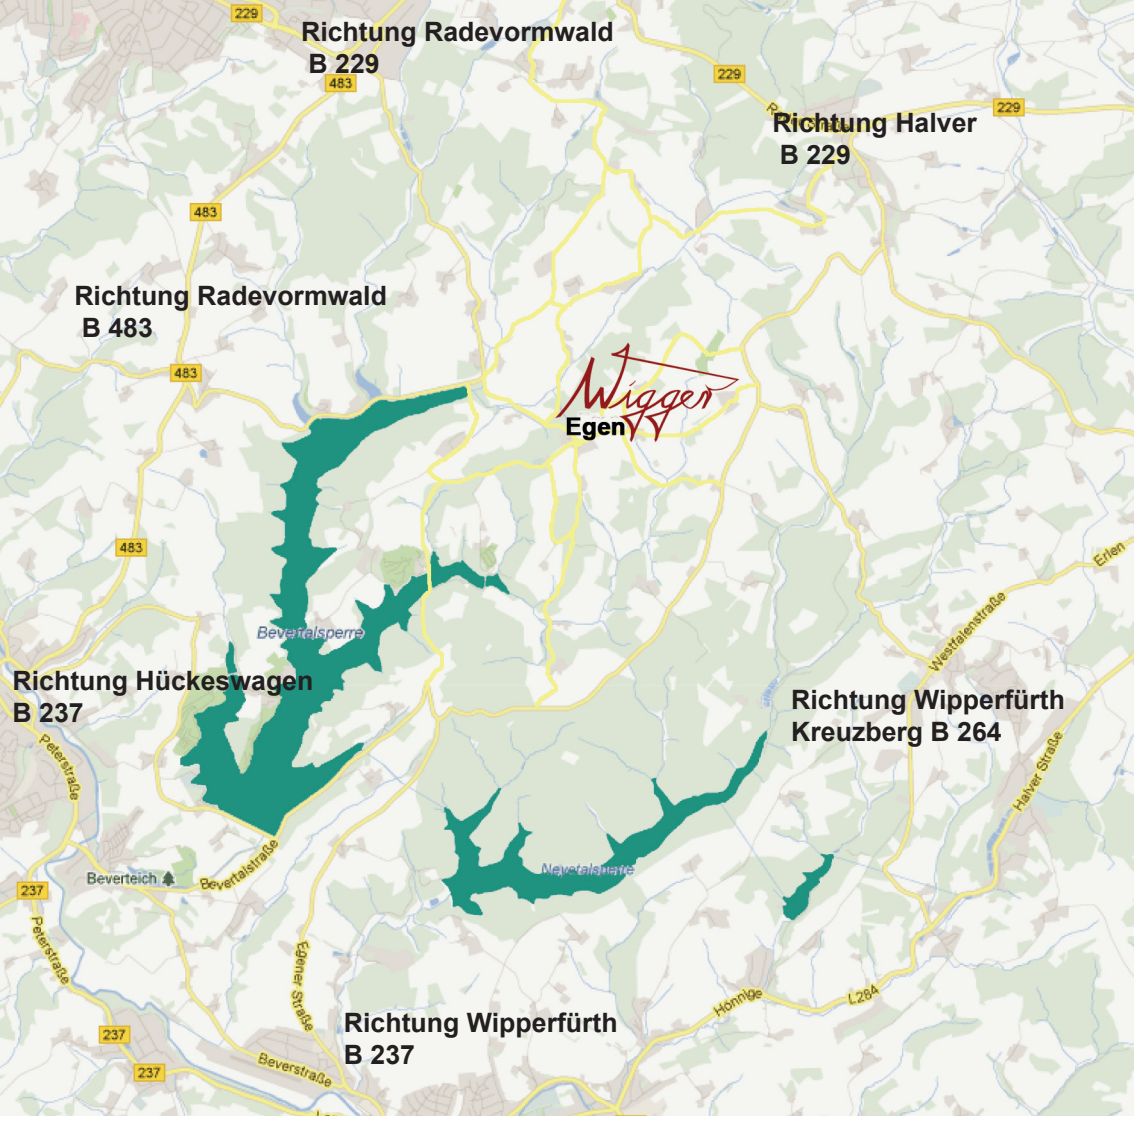 229
Richtung Radevormwald
B 229
483
229
229
Richtung Halver
B 229
483
Richtung Radevormwald
B 483
483
Wigger
Egen
483
Erlen
Westfalenstraße
Bevertalsperre
Richtung Hückeswagen
B 237
Richtung Wipperfürth
Kreuzberg B 264
Peterstraße
Halver Straße
Neyetalsperre
Beverteich
Bevertalstraße
237
Peterstraße
Egener Straße
L284
Hönnige
Richtung Wipperfürth
B 237
237
237
Beverstraße